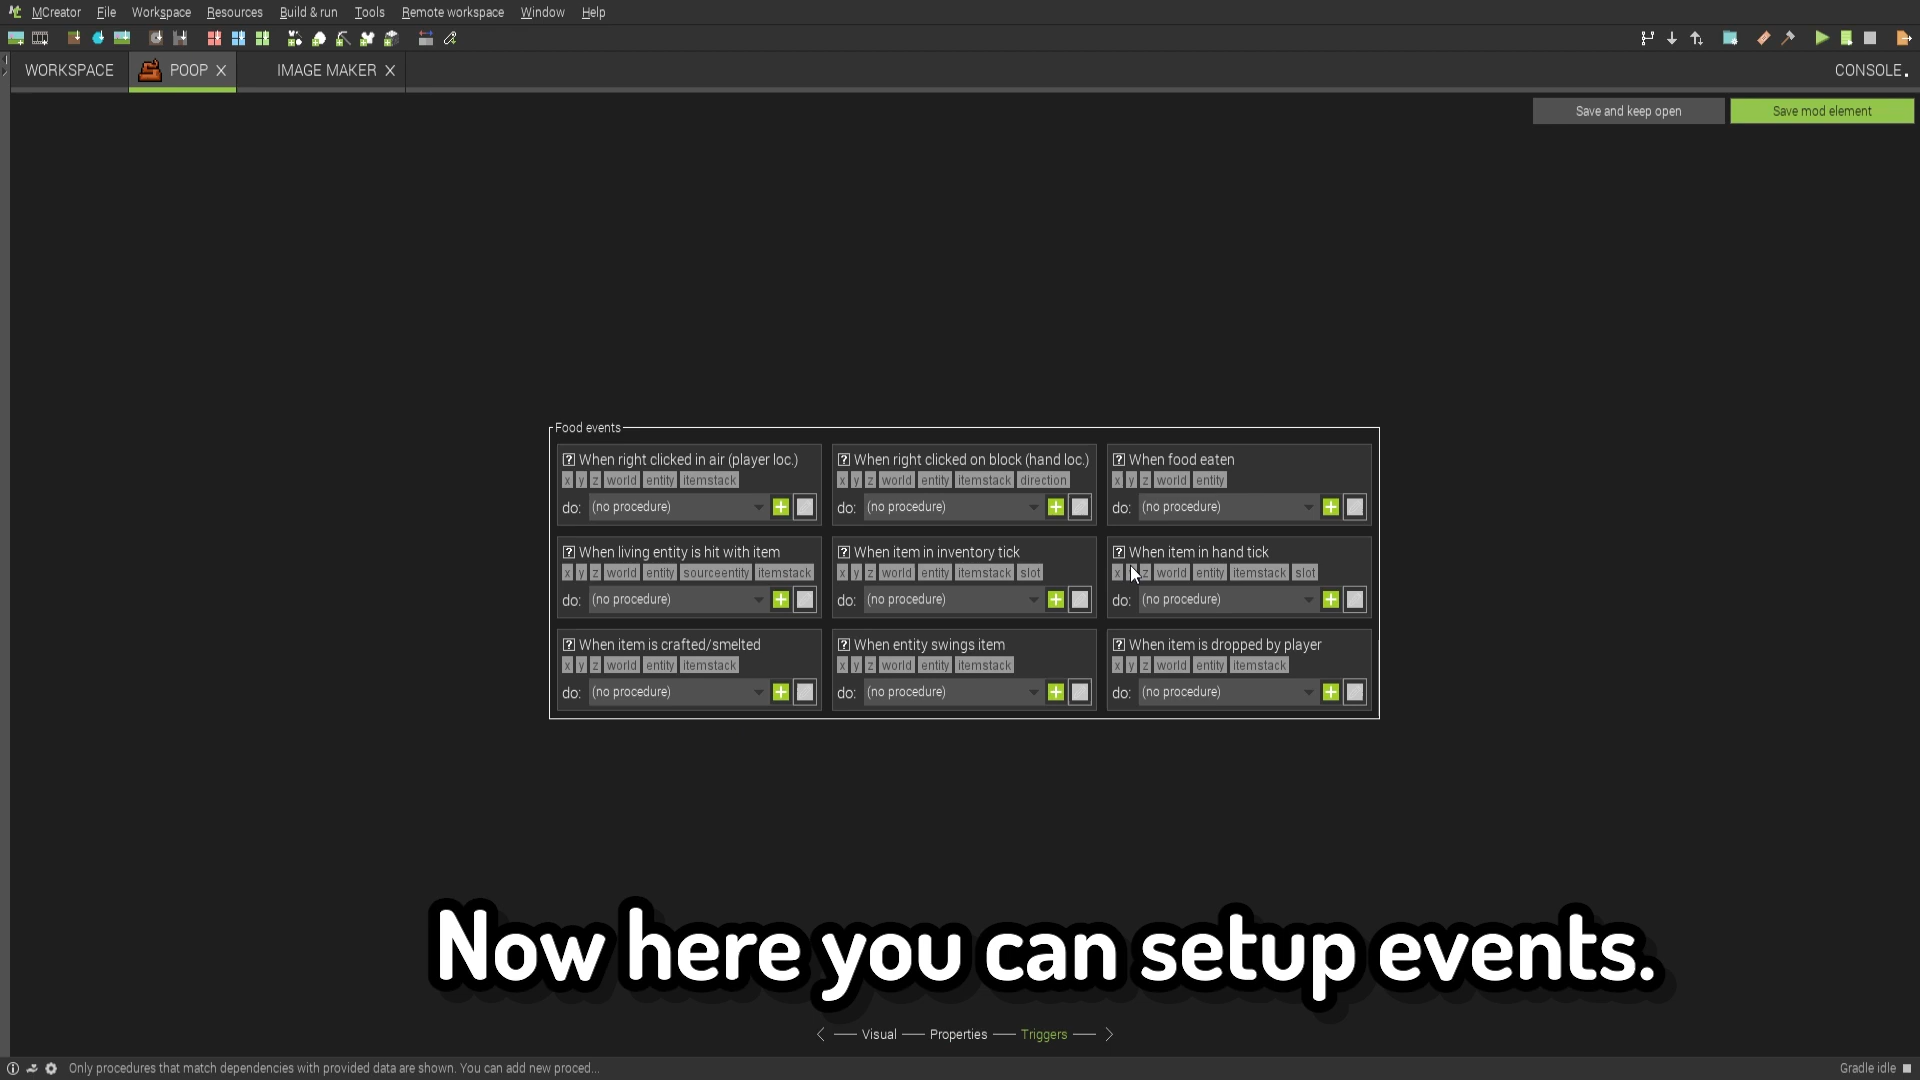 MCreator File Workspace Resources Build & run Tools Remote workspace Window Help
WORKSPACE POOP X IMAGE MAKER X CONSOLE
Save and keep open Save mod element
Food events
? When right clicked in air (player loc.) ? When right clicked on block (hand loc.) ? When food eaten
x y z world entity itemstack x y z world entity itemstack direction x y z world entity
do: (no procedure) do: (no procedure) do: (no procedure)
? When living entity is hit with item ? When item in inventory tick ? When item in hand tick
x y z world entity sourceentity itemstack x y z world entity itemstack slot x z world entity itemstack slot
do: (no procedure) do: (no procedure) do: (no procedure)
? When item is crafted/smelted ? When entity swings item ? When item is dropped by player
x y z world entity itemstack x y z world entity itemstack x y z world entity itemstack
do: (no procedure) do: (no procedure) do: (no procedure)
Now here you can setup events.
Visual Properties Triggers
Only procedures that match dependencies with provided data are shown. You can add new proced... Gradle idle